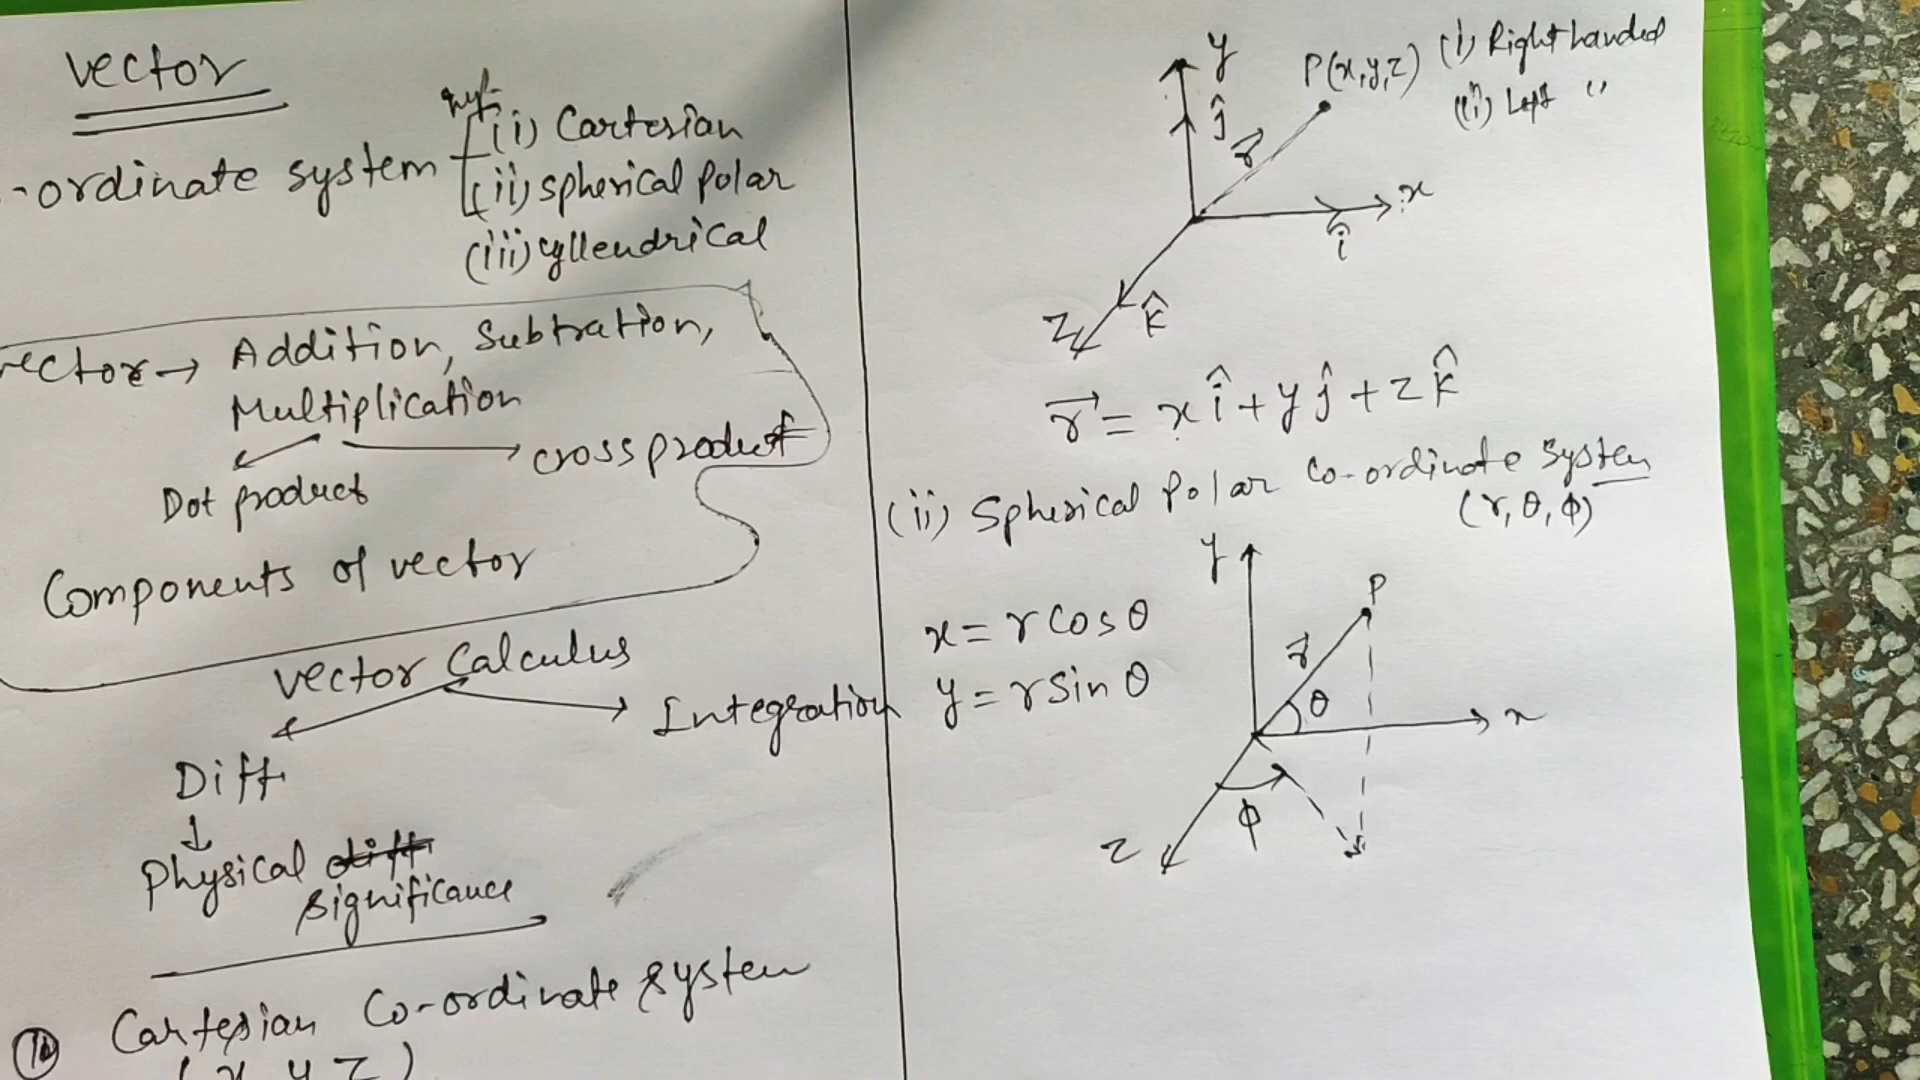 vector
-ordinate system
(i) Cartesian
(ii) spherical polar
(iii) cyllendrical
vector → Addition, Subtration,
Multiplication
Dot product
cross product
Components of vector
vector Calculus
Diff.
Integration
↓
Physical
significance
① Cartesian Co-ordinate system
(x y z)
y
P(x,y,z)
(i) Right handed
(ii) Left "
ĵ
r⃗
x
î
z
k̂
r⃗ = x î + y ĵ + z k̂
(ii) Spherical Polar Co-ordinate System
(r, θ, ϕ)
y
P
x = r cos θ
r⃗
y = r sin θ
θ
x
ϕ
z